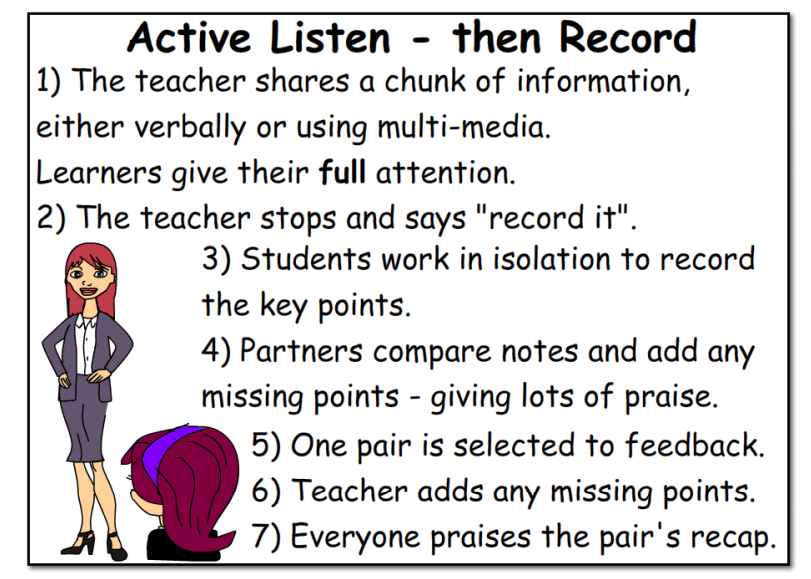 Active Listen - then Record
1) The teacher shares a chunk of information,
either verbally or using multi-media.
Learners give their full attention.
2) The teacher stops and says "record it".
3) Students work in isolation to record
the key points.
4) Partners compare notes and add any
missing points - giving lots of praise.
5) One pair is selected to feedback.
6) Teacher adds any missing points.
7) Everyone praises the pair's recap.